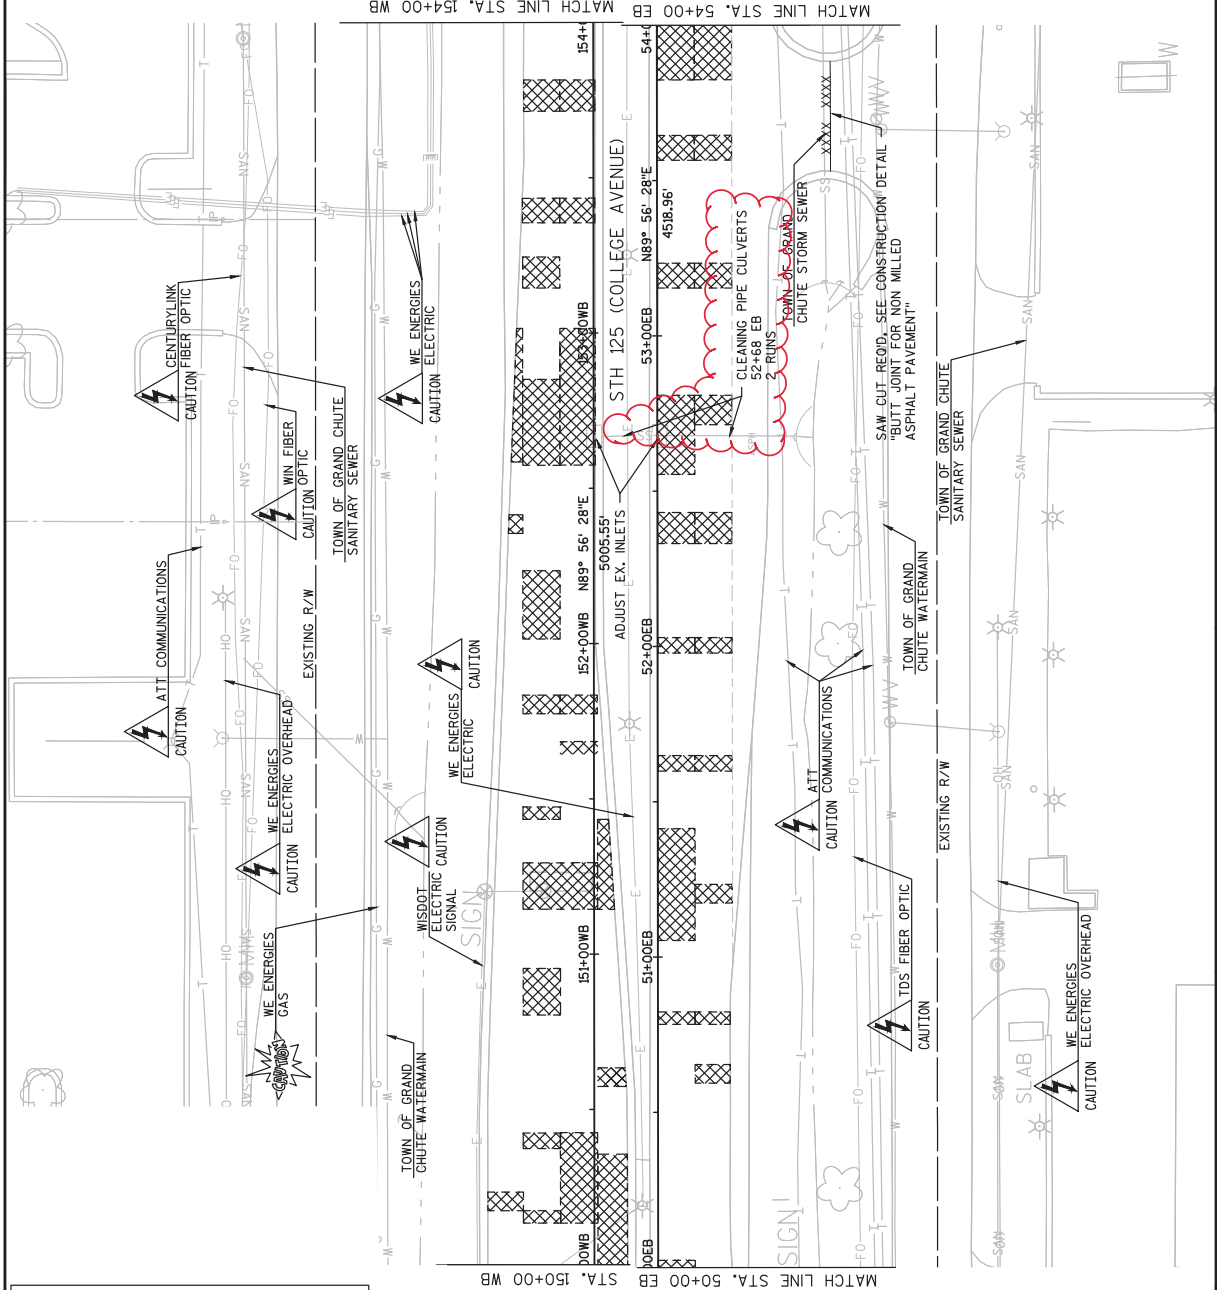 MATCH LINE STA. 154+00 WB
MATCH LINE STA. 54+00 EB
CENTURYLINK
FIBER OPTIC
CAUTION
WIN FIBER
OPTIC
CAUTION
TOWN OF GRAND CHUTE
SANITARY SEWER
WE ENERGIES
ELECTRIC
CAUTION
ATT COMMUNICATIONS
CAUTION
EXISTING R/W
WE ENERGIES
ELECTRIC OVERHEAD
CAUTION
WE ENERGIES
ELECTRIC
CAUTION
WISDOT
ELECTRIC
SIGNAL
CAUTION
SIGN
WE ENERGIES
GAS
CAUTION
TOWN OF GRAND
CHUTE WATERMAIN
STH 125 (COLLEGE AVENUE)
154+0
153+00WB
152+00WB
151+00WB
00WB
N89° 56' 28"E
5005.55'
ADJUST EX. INLETS
54+0
53+00EB
52+00EB
51+00EB
00EB
N89° 56' 28"E
4518.96'
CLEANING PIPE CULVERTS
52+68 EB
2 RUNS
TOWN OF GRAND
CHUTE STORM SEWER
SAW CUT REQ'D, SEE CONSTRUCTION DETAIL
"BUTT JOINT FOR NON MILLED
ASPHALT PAVEMENT"
TOWN OF GRAND CHUTE
SANITARY SEWER
TOWN OF GRAND
CHUTE WATERMAIN
ATT
COMMUNICATIONS
CAUTION
EXISTING R/W
TDS FIBER OPTIC
CAUTION
WE ENERGIES
ELECTRIC OVERHEAD
CAUTION
SLAB
SIGN
STA. 150+00 WB
MATCH LINE STA. 50+00 EB